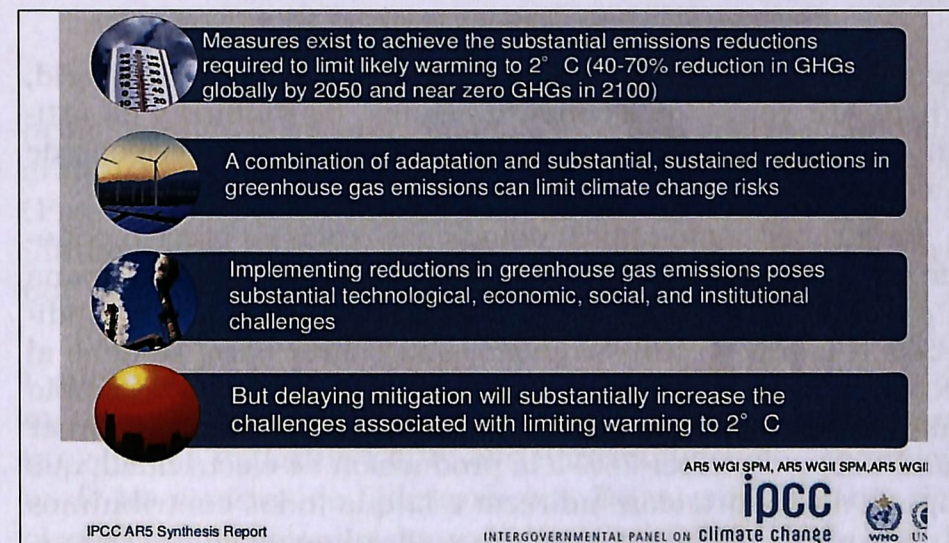 Measures exist to achieve the substantial emissions reductions
required to limit likely warming to 2° C (40-70% reduction in GHGs
globally by 2050 and near zero GHGs in 2100)
A combination of adaptation and substantial, sustained reductions in
greenhouse gas emissions can limit climate change risks
Implementing reductions in greenhouse gas emissions poses
substantial technological, economic, social, and institutional
challenges
But delaying mitigation will substantially increase the
challenges associated with limiting warming to 2° C
AR5 WGI SPM, AR5 WGII SPM,AR5 WGII
IPCC AR5 Synthesis Report
ipcc
INTERGOVERNMENTAL PANEL ON climate change
WMO
UN